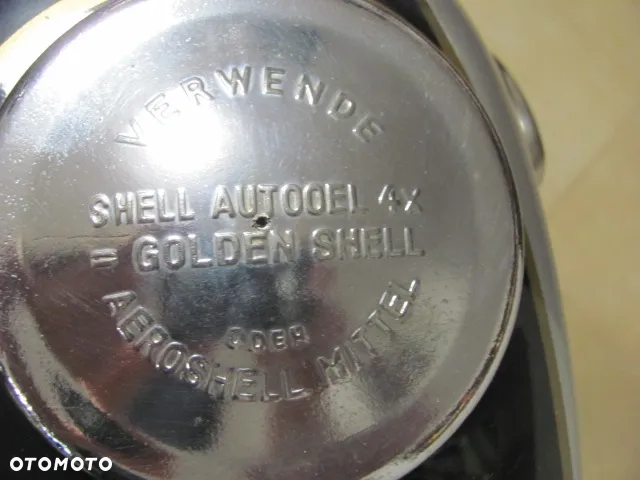 VERWENDE
SHELL AUTOOEL 4X
= GOLDEN SHELL
ODER
AEROSHELL MITTEL
OTOMOTO